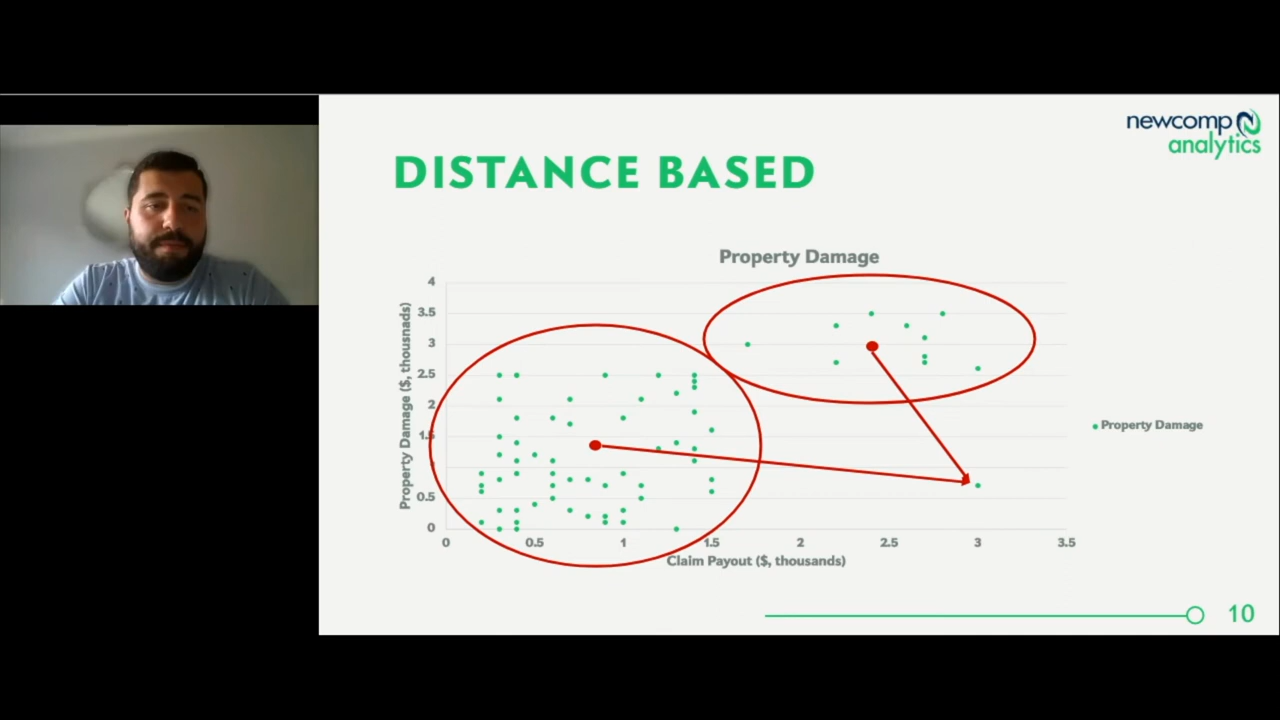 newcomp
analytics
DISTANCE BASED
Property Damage
Property Damage ($, thousnads)
4
3.5
3
2.5
2
1.5
0.5
0
0
0.5
1
1.5
2
2.5
3
3.5
Claim Payout ($, thousands)
Property Damage
10